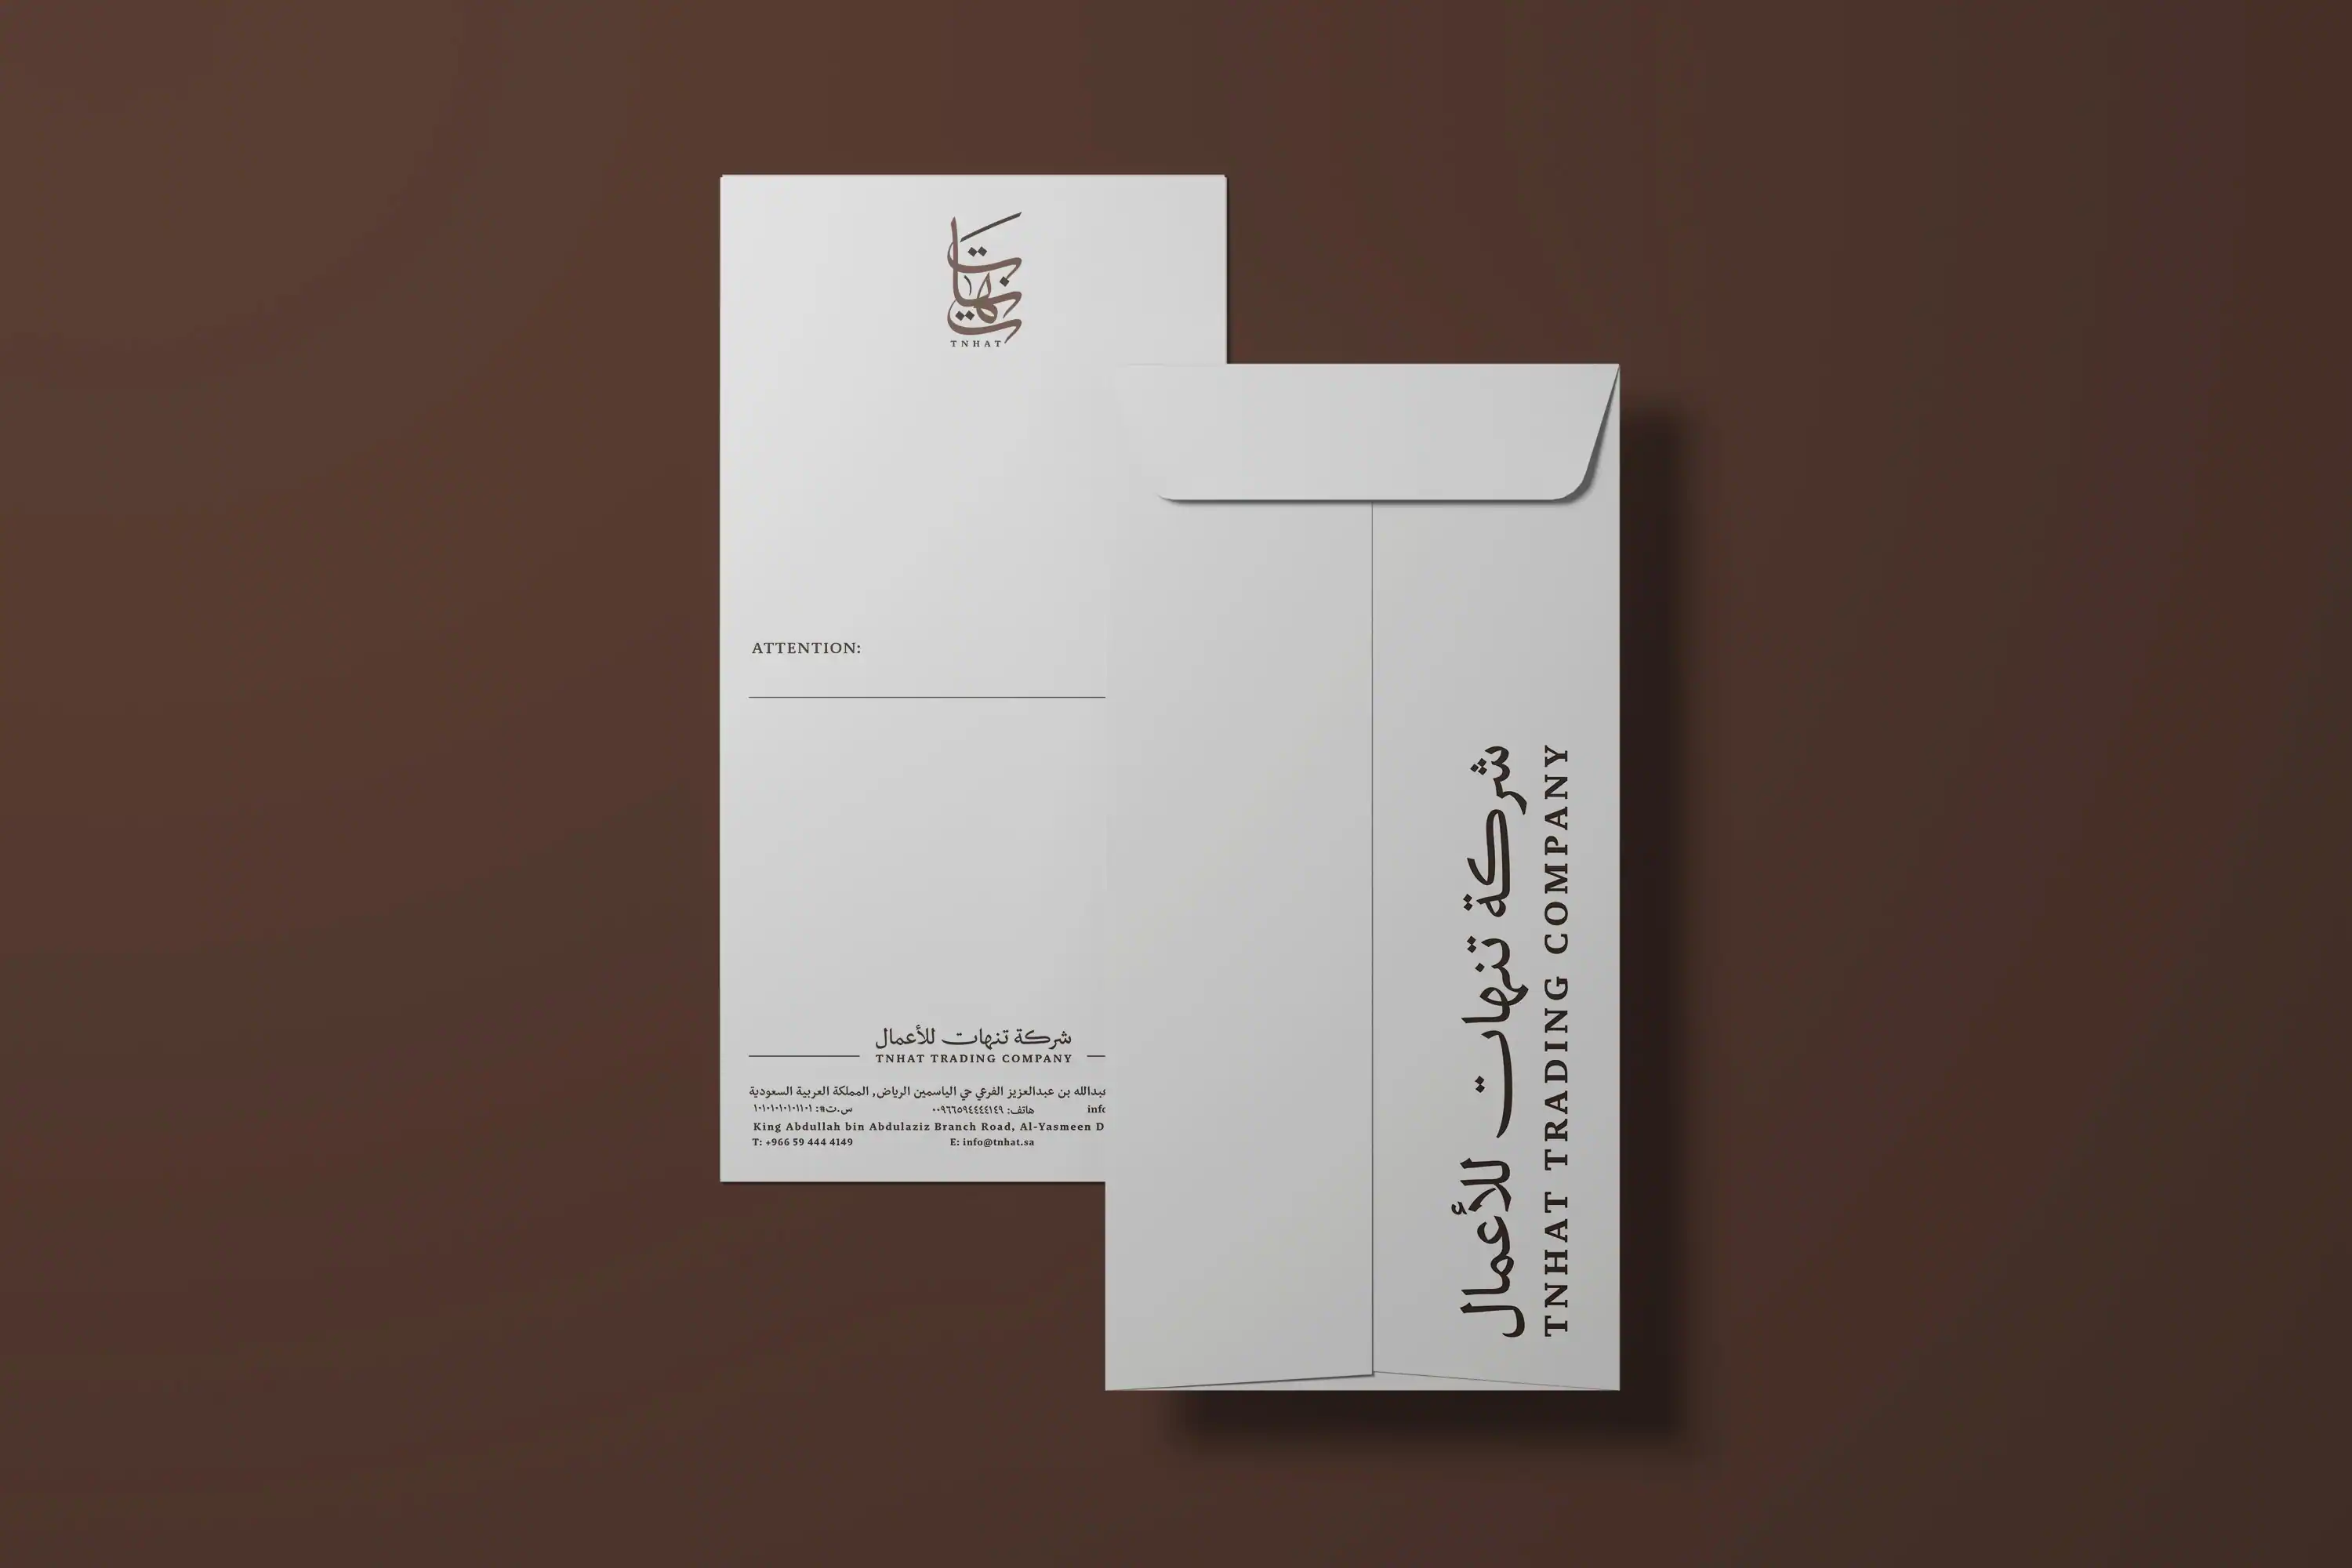 تنهات
TNHAT
ATTENTION:
شركة تنهات للأعمال
TNHAT TRADING COMPANY
عبدالله بن عبدالعزيز الفرعي حي الياسمين الرياض, المملكة العربية السعودية
س.ت#: ١٠١٠١٠١٠١١٠١ هاتف: ٠٠٩٦٦٥٩٤٤٤٤١٤٩ info
King Abdullah bin Abdulaziz Branch Road, Al-Yasmeen D
T: +966 59 444 4149 E: info@tnhat.sa
شركة تنهات للأعمال
TNHAT TRADING COMPANY